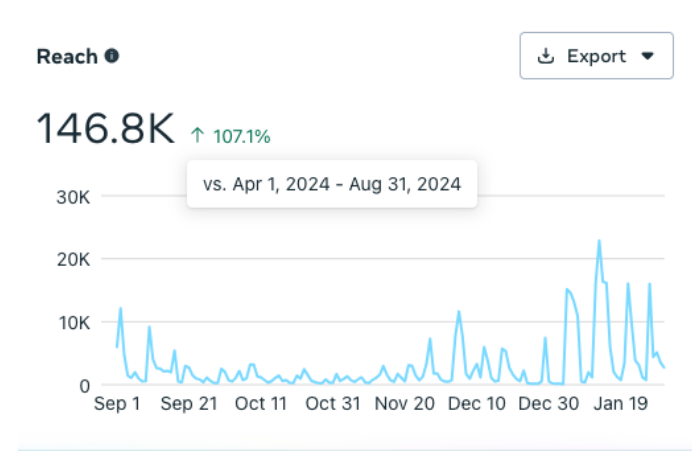 Reach
Export
146.8K ↑ 107.1%
vs. Apr 1, 2024 - Aug 31, 2024
30K
20K
10K
0
Sep 1 Sep 21 Oct 11 Oct 31 Nov 20 Dec 10 Dec 30 Jan 19